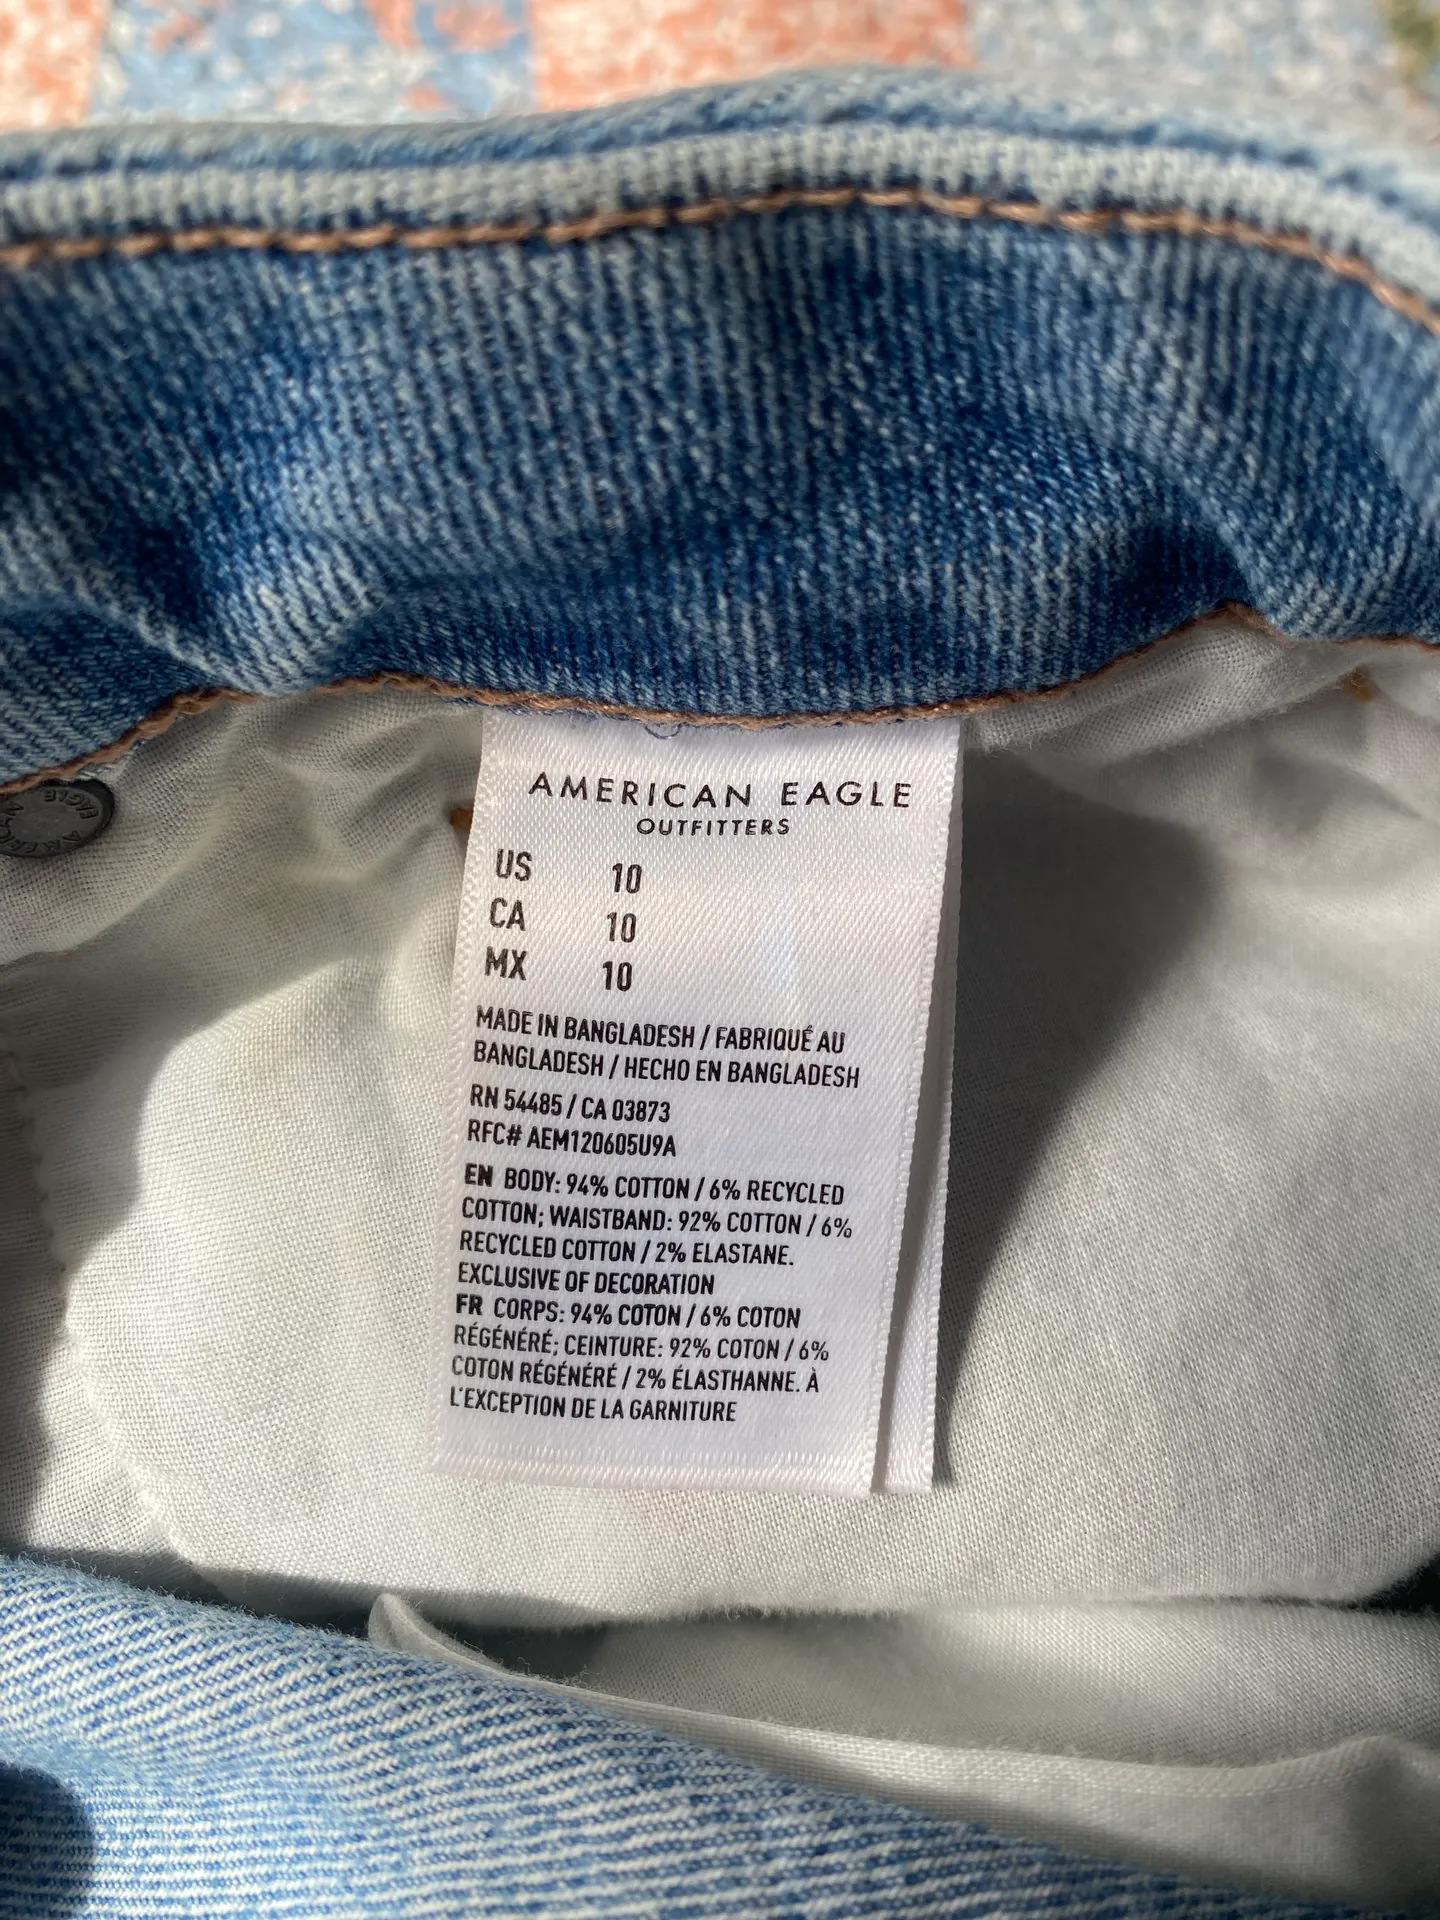 AMERICAN EAGLE
OUTFITTERS
US 10
CA 10
MX 10
MADE IN BANGLADESH / FABRIQUÉ AU
BANGLADESH / HECHO EN BANGLADESH
RN 54485 / CA 03873
RFC# AEM120605U9A
EN BODY: 94% COTTON / 6% RECYCLED
COTTON; WAISTBAND: 92% COTTON / 6%
RECYCLED COTTON / 2% ELASTANE.
EXCLUSIVE OF DECORATION
FR CORPS: 94% COTON / 6% COTON
RÉGÉNÉRÉ; CEINTURE: 92% COTON / 6%
COTON RÉGÉNÉRÉ / 2% ÉLASTHANNE. À
L'EXCEPTION DE LA GARNITURE
EAGLE